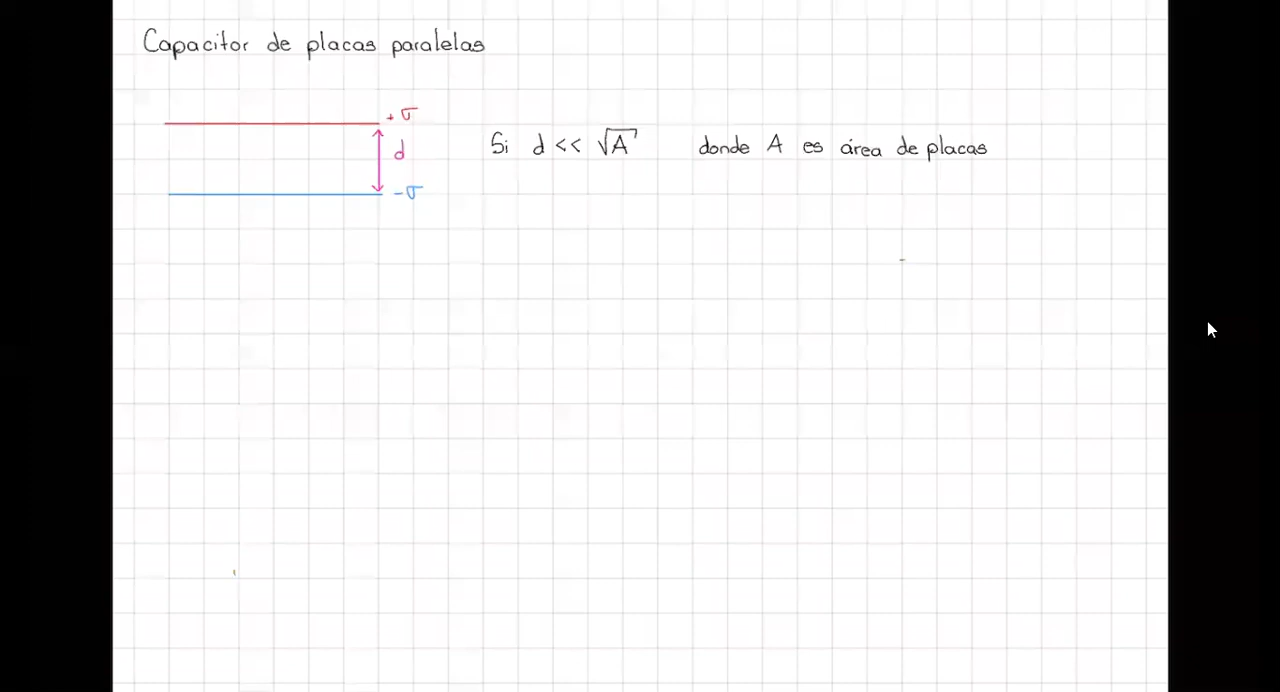 Capacitor de placas paralelas
+σ
d
Si d << √A donde A es área de placas
-σ